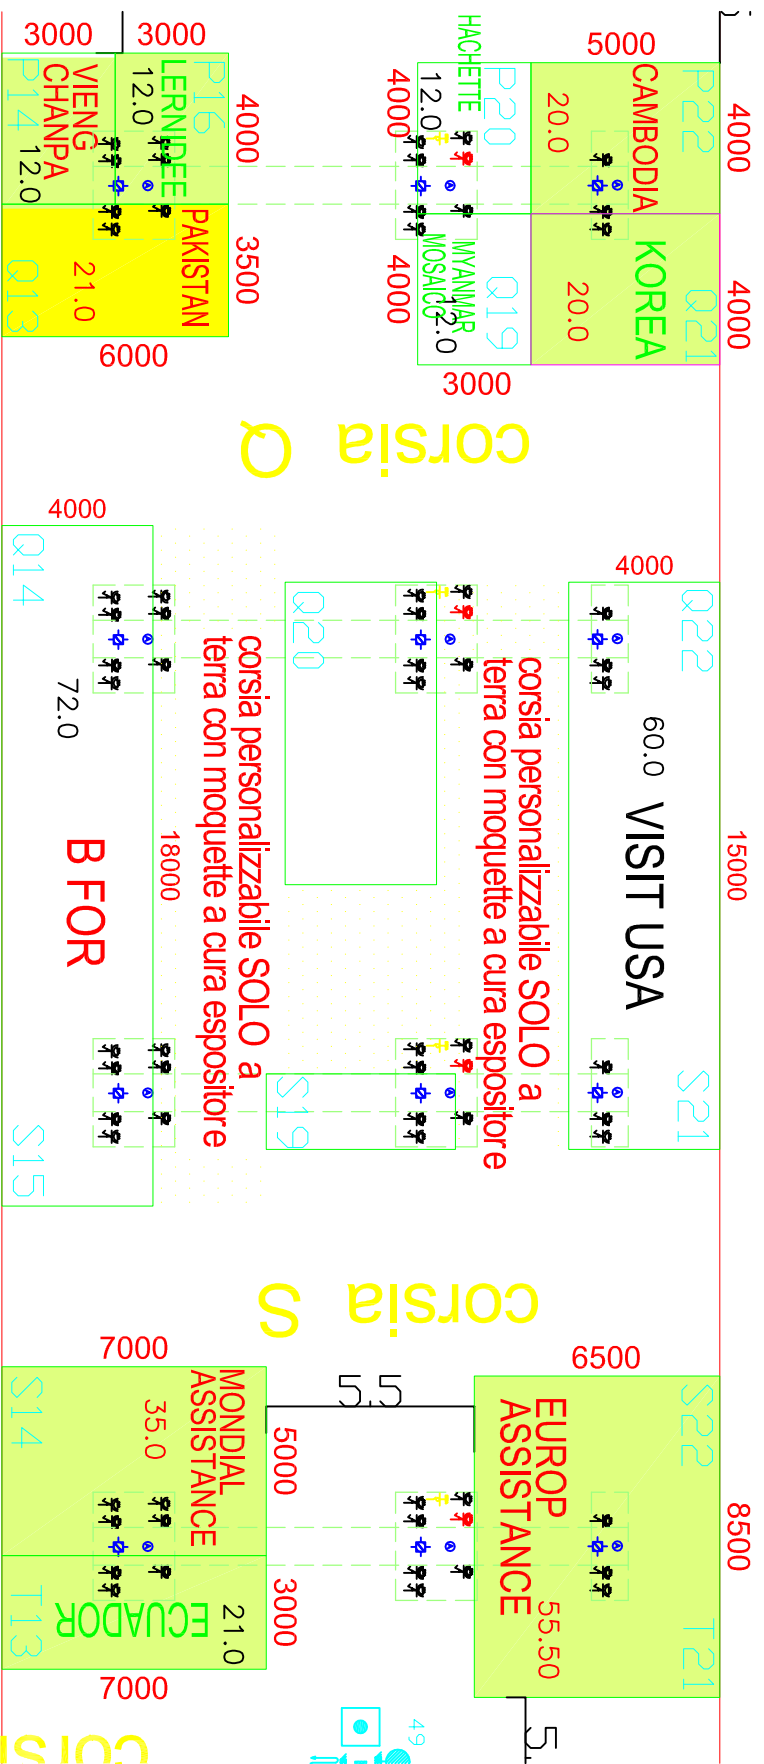 3000
3000
5000
P14
VIENG
CHANPA
12.0
P16
LERNIDEE
12.0
4000
HACHETTE
12.0
4000
P20
CAMBODIA
20.0
P22
4000
PAKISTAN
21.0
Q13
3500
6000
MYANMAR
MOSAICO
12.0
4000
Q19
3000
KOREA
20.0
Q21
4000
corsia Q
4000
Q14
72.0
B FOR
18000
S15
corsia personalizzabile SOLO a
terra con moquette a cura espositore
Q20
S19
corsia personalizzabile SOLO a
terra con moquette a cura espositore
4000
Q22
60.0
VISIT USA
15000
S21
corsia S
7000
S14
MONDIAL
ASSISTANCE
35.0
5000
5.5
6500
S22
EUROP
ASSISTANCE
55.50
8500
T21
T13
ECUADOR
21.0
3000
7000
49